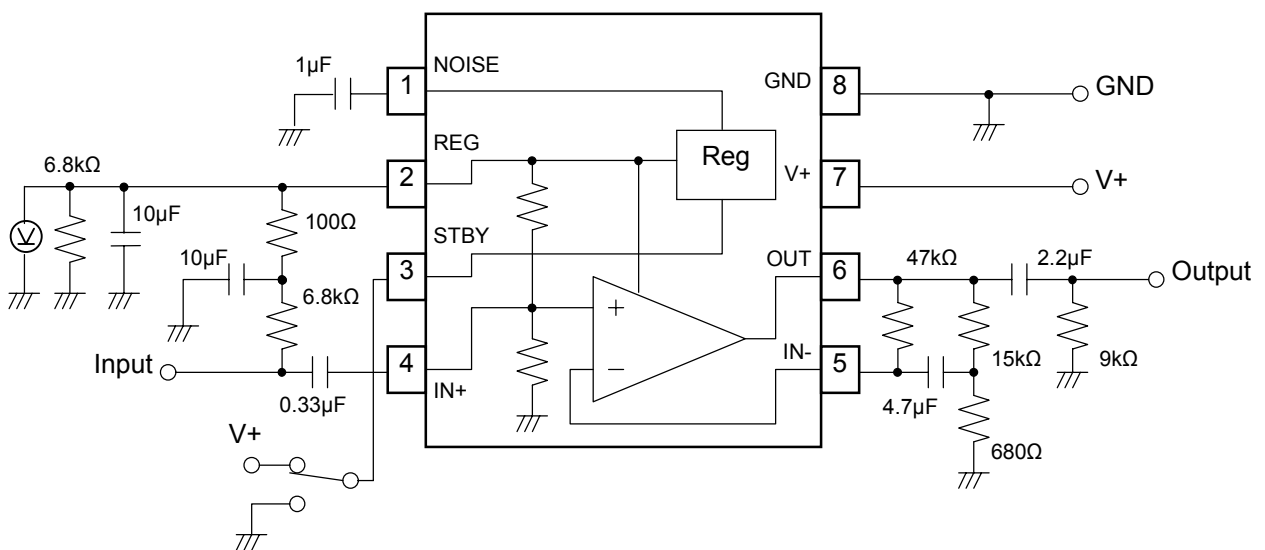 1µF
1
NOISE
GND
8
GND
6.8kΩ
REG
Reg
2
V+
7
V+
10µF
100Ω
V
STBY
10µF
3
OUT
47kΩ
2.2µF
6
Output
6.8kΩ
+
Input
4
IN-
5
15kΩ
9kΩ
−
IN+
0.33µF
4.7µF
V+
680Ω